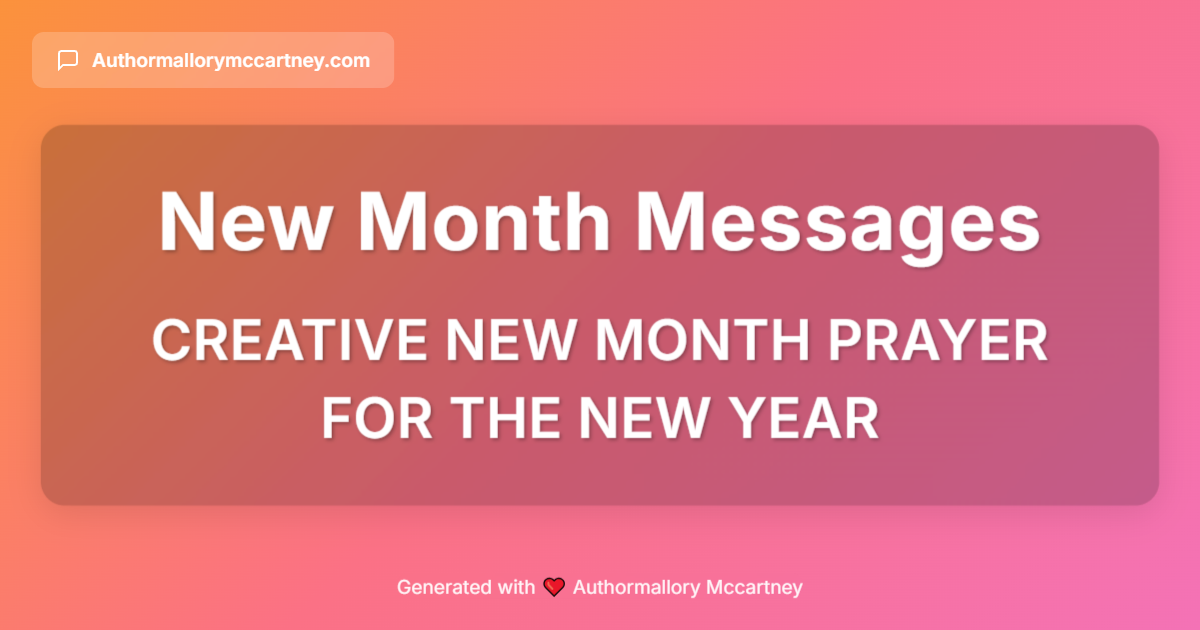 Authormallorymccartney.com
New Month Messages
CREATIVE NEW MONTH PRAYER
FOR THE NEW YEAR
Generated with ❤️ Authormallory Mccartney